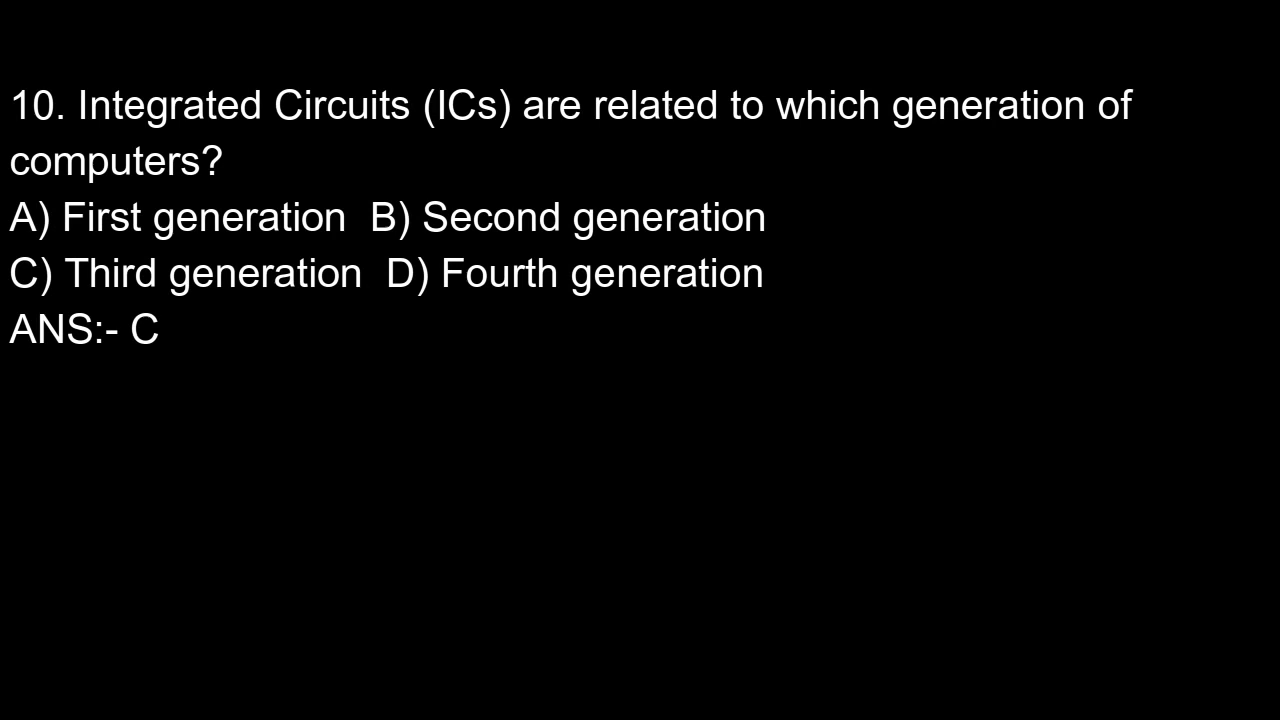 10. Integrated Circuits (ICs) are related to which generation of
computers?
A) First generation  B) Second generation
C) Third generation  D) Fourth generation
ANS:- C